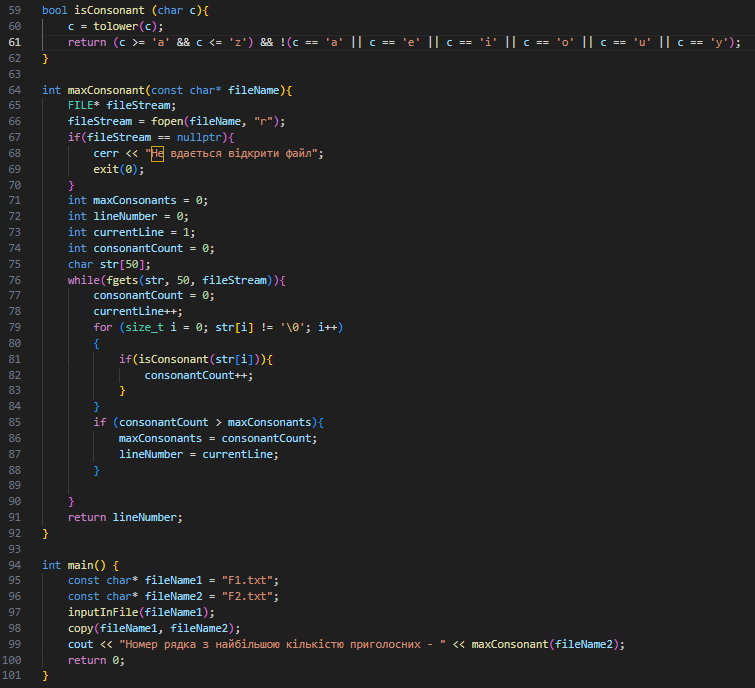 59 bool isConsonant (char c){
60     c = tolower(c);
61     return (c >= 'a' && c <= 'z') && !(c == 'a' || c == 'e' || c == 'i' || c == 'o' || c == 'u' || c == 'y');
62 }
63
64 int maxConsonant(const char* fileName){
65     FILE* fileStream;
66     fileStream = fopen(fileName, "r");
67     if(fileStream == nullptr){
68         cerr << "Не вдається відкрити файл";
69         exit(0);
70     }
71     int maxConsonants = 0;
72     int lineNumber = 0;
73     int currentLine = 1;
74     int consonantCount = 0;
75     char str[50];
76     while(fgets(str, 50, fileStream)){
77         consonantCount = 0;
78         currentLine++;
79         for (size_t i = 0; str[i] != '\0'; i++)
80         {
81             if(isConsonant(str[i])){
82                 consonantCount++;
83             }
84         }
85         if (consonantCount > maxConsonants){
86             maxConsonants = consonantCount;
87             lineNumber = currentLine;
88         }
89
90     }
91     return lineNumber;
92 }
93
94 int main() {
95     const char* fileName1 = "F1.txt";
96     const char* fileName2 = "F2.txt";
97     inputInFile(fileName1);
98     copy(fileName1, fileName2);
99     cout << "Номер рядка з найбільшою кількістю приголосних - " << maxConsonant(fileName2);
100     return 0;
101 }